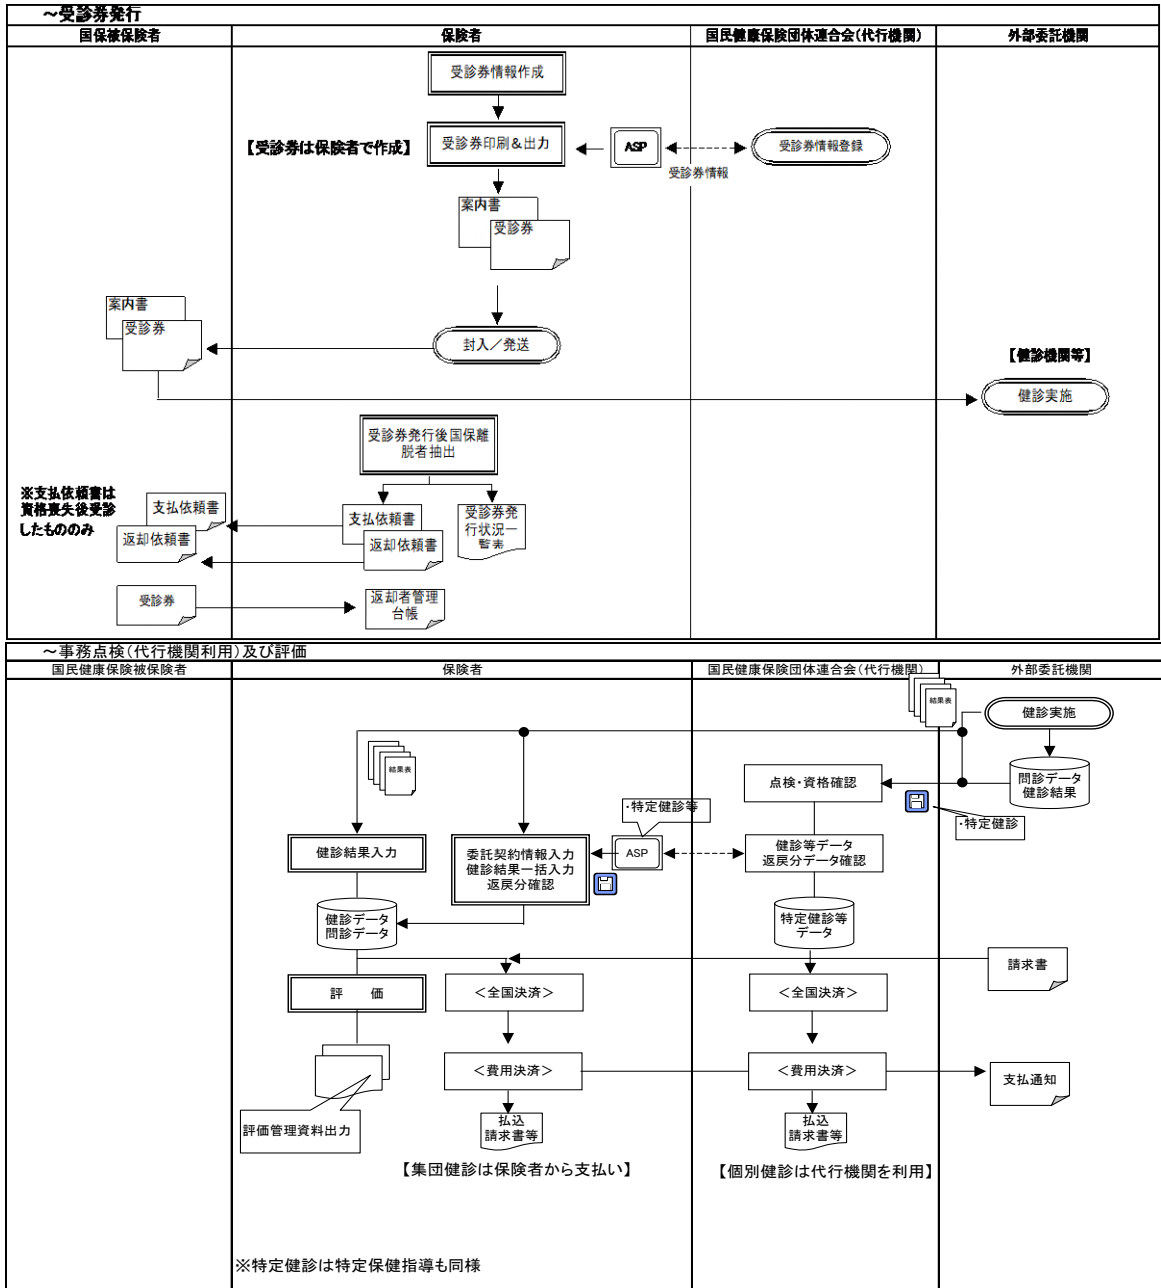 ～受診券発行
国保被保険者
保険者
国民健康保険団体連合会(代行機関)
外部委託機関
受診券情報作成
【受診券は保険者で作成】
受診券印刷＆出力
ASP
受診券情報登録
受診券情報
案内書
受診券
案内書
受診券
封入／発送
【健診機関等】
健診実施
受診券発行後国保離
脱者抽出
※支払依頼書は
資格喪失後受診
したもののみ
支払依頼書
返却依頼書
支払依頼書
返却依頼書
受診券発
行状況一
覧表
受診券
返却者管理
台帳
～事務点検(代行機関利用)及び評価
国民健康保険被保険者
保険者
国民健康保険団体連合会(代行機関)
外部委託機関
結果表
健診実施
結果表
点検・資格確認
問診データ
健診結果
・特定健診等
・特定健診
健診結果入力
委託契約情報入力
健診結果一括入力
返戻分確認
ASP
健診等データ
返戻分データ確認
健診データ
問診データ
特定健診等
データ
請求書
評　価
＜全国決済＞
＜全国決済＞
＜費用決済＞
＜費用決済＞
支払通知
評価管理資料出力
払込
請求書等
払込
請求書等
【集団健診は保険者から支払い】
【個別健診は代行機関を利用】
※特定健診は特定保健指導も同様